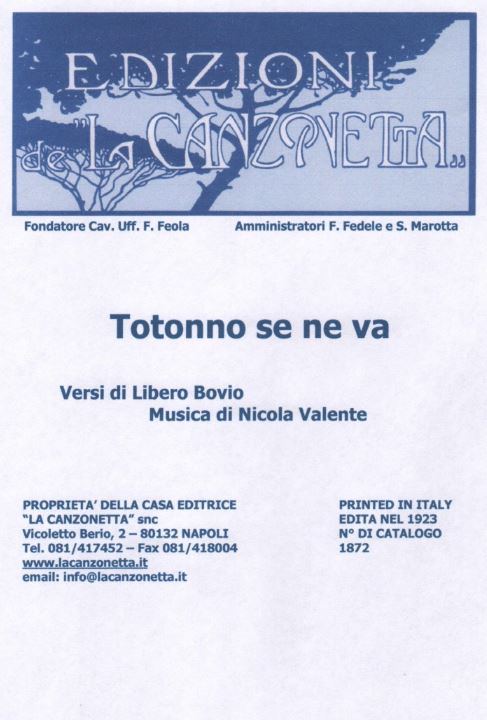 EDIZIONI
de "LA CANZONETTA"
Fondatore Cav. Uff. F. Feola Amministratori F. Fedele e S. Marotta
Totonno se ne va
Versi di Libero Bovio
Musica di Nicola Valente
PROPRIETA' DELLA CASA EDITRICE
"LA CANZONETTA" snc
Vicoletto Berio, 2 – 80132 NAPOLI
Tel. 081/417452 – Fax 081/418004
www.lacanzonetta.it
email: info@lacanzonetta.it
PRINTED IN ITALY
EDITA NEL 1923
N° DI CATALOGO
1872